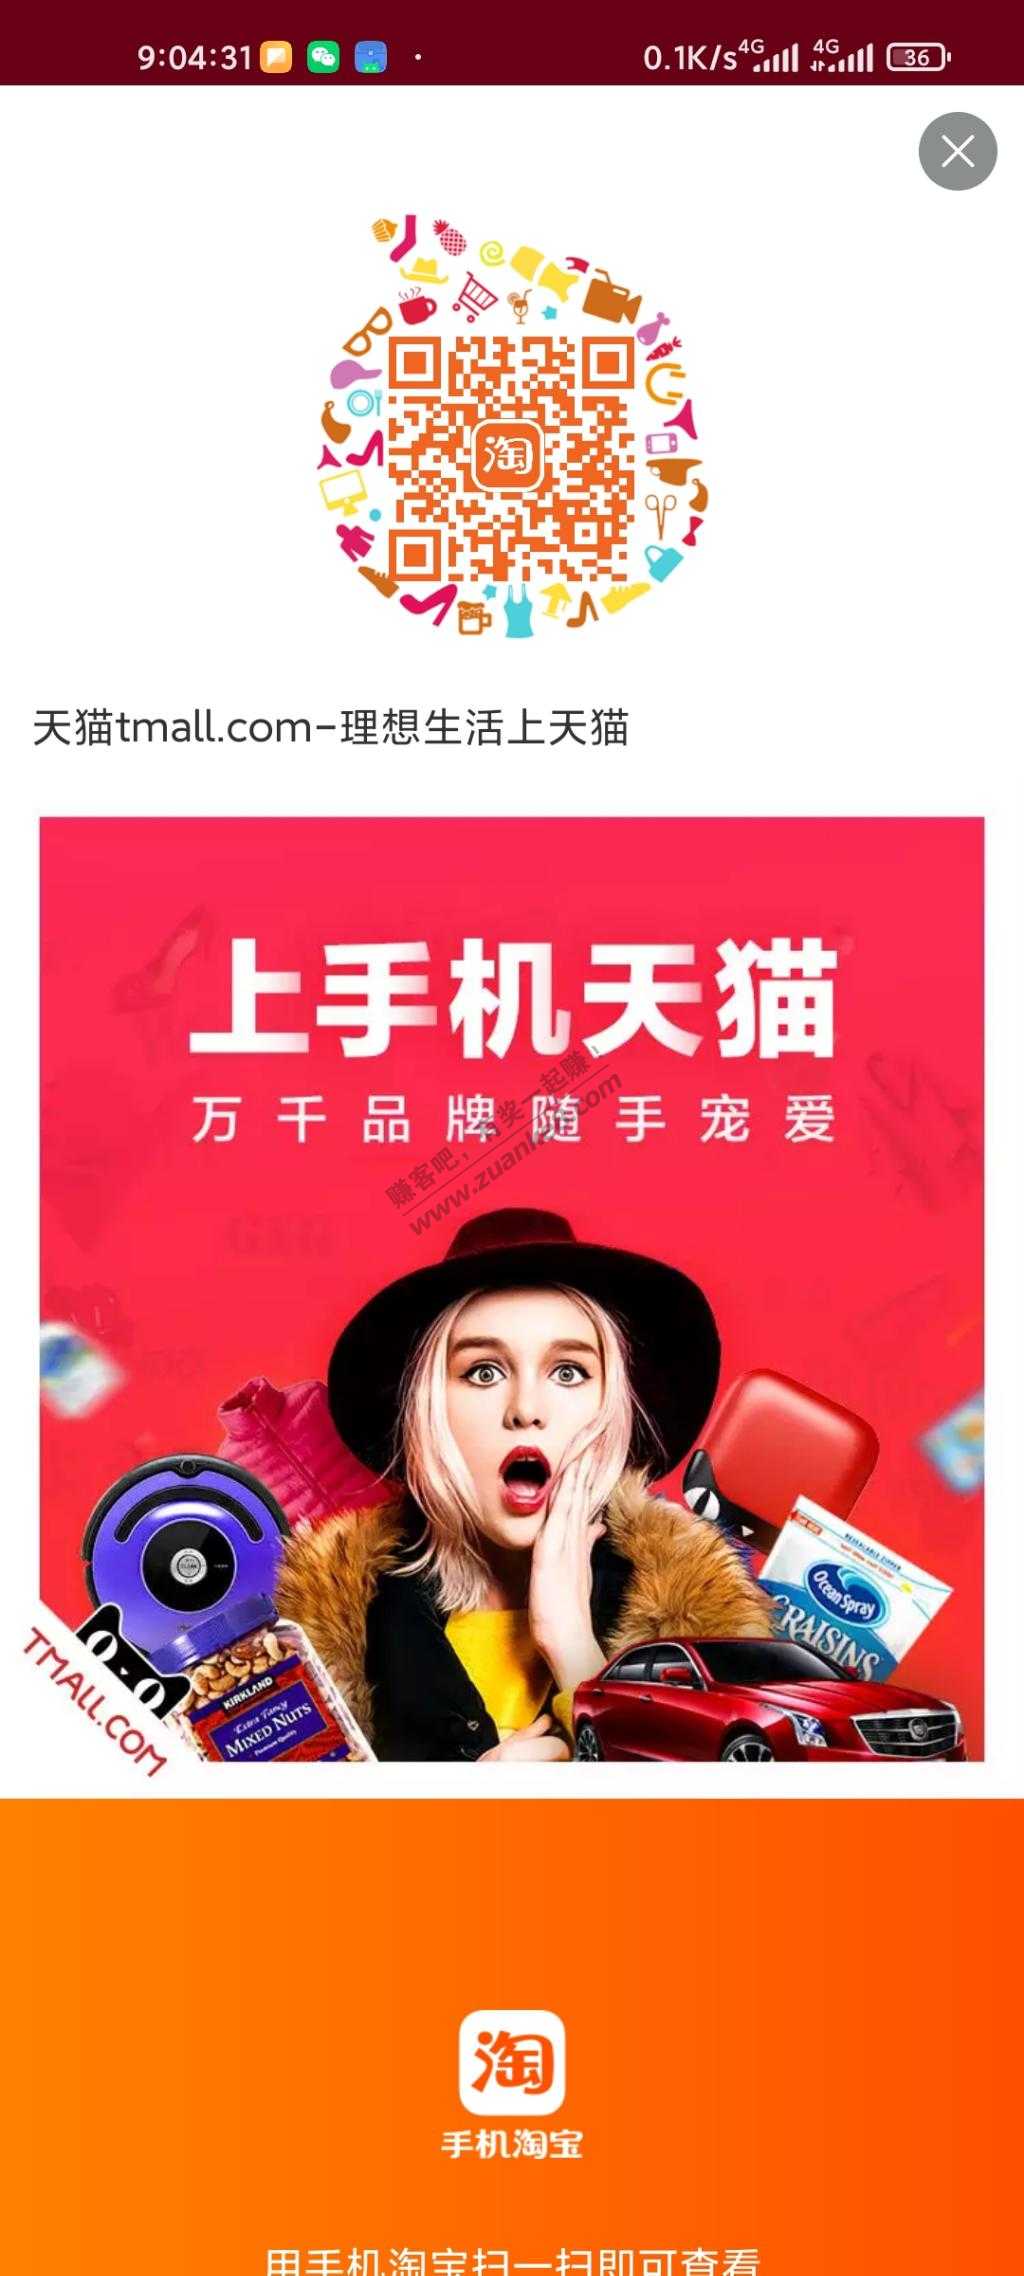 9:04:31
0.1K/s 4G 4G 36
淘
天猫tmall.com-理想生活上天猫
上手机天猫
万千品牌随手宠爱
赚客吧，有奖一起赚！
www.zuanke8.com
Ocean Spray
CRAISINS
KIRKLAND
Extra Fancy
MIXED NUTS
TMALL.COM
淘
手机淘宝
用手机淘宝扫一扫即可查看